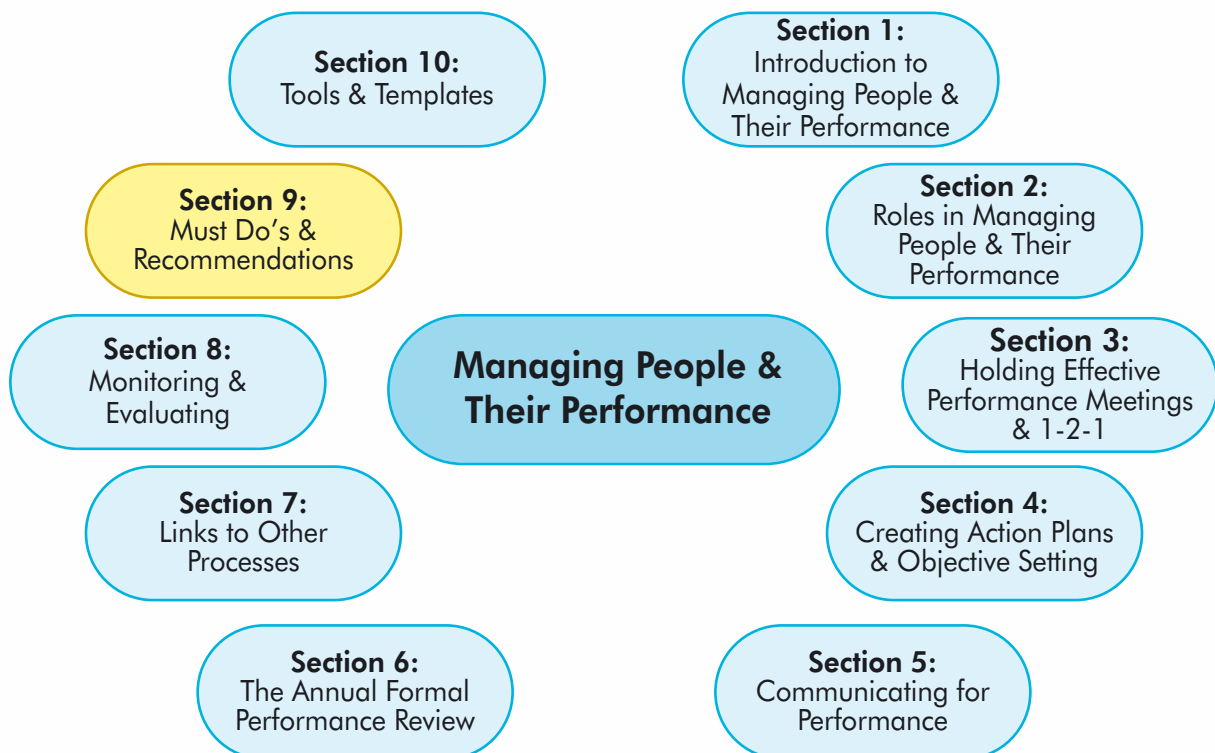 Section 10:
Tools & Templates
Section 1:
Introduction to
Managing People &
Their Performance
Section 9:
Must Do’s &
Recommendations
Section 2:
Roles in Managing
People & Their
Performance
Section 8:
Monitoring &
Evaluating
Managing People &
Their Performance
Section 3:
Holding Effective
Performance Meetings
& 1-2-1
Section 7:
Links to Other
Processes
Section 4:
Creating Action Plans
& Objective Setting
Section 6:
The Annual Formal
Performance Review
Section 5:
Communicating for
Performance